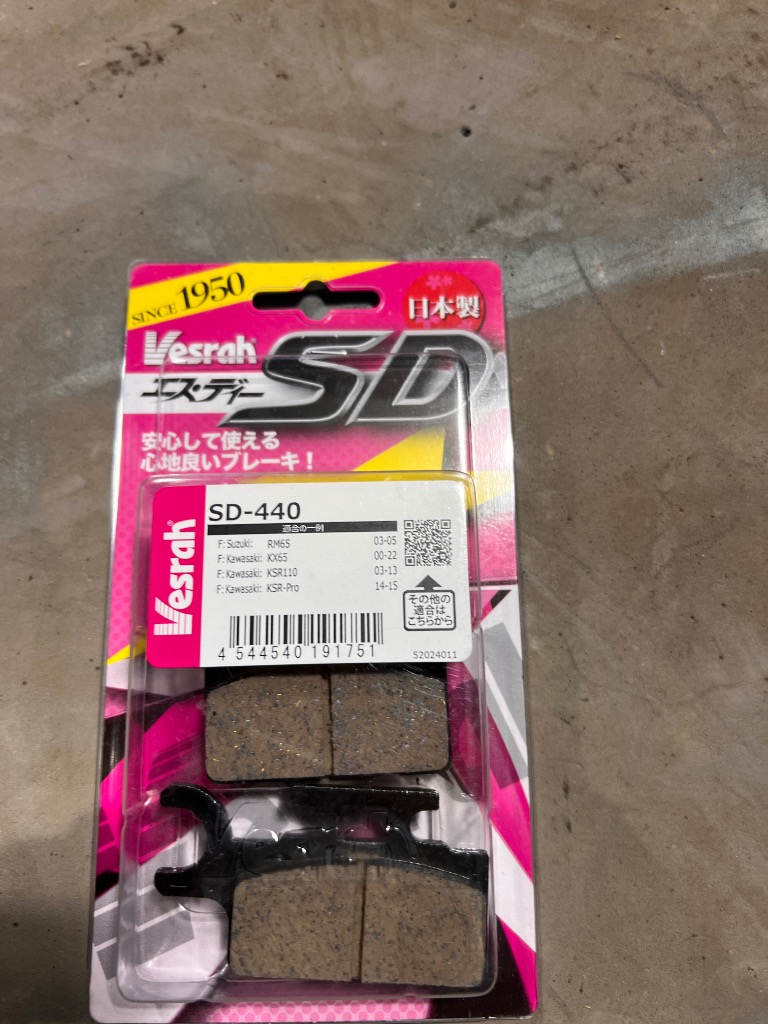 SINCE 1950
日本製
Vesrah
SD
エス・ディー
安心して使える
心地良いブレーキ!
Vesrah
SD-440
適合の一例
F: Suzuki: RM65 03-05
F: Kawasaki: KX65 00-22
F: Kawasaki: KSR110 03-13
F: Kawasaki: KSR-Pro 14-15
その他の
適合は
こちらから
4 544540 191751
S2024011